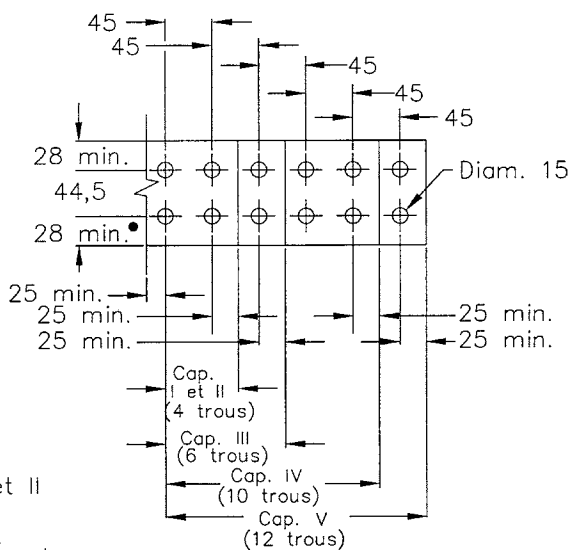 45
45
45
45
45
28 min.
Diam. 15
44,5
28 min.
25 min.
25 min.
25 min.
25 min.
25 min.
Cap.
I et II
(4 trous)
Cap. III
(6 trous)
et II
Cap. IV
(10 trous)
Cap. V
(12 trous)